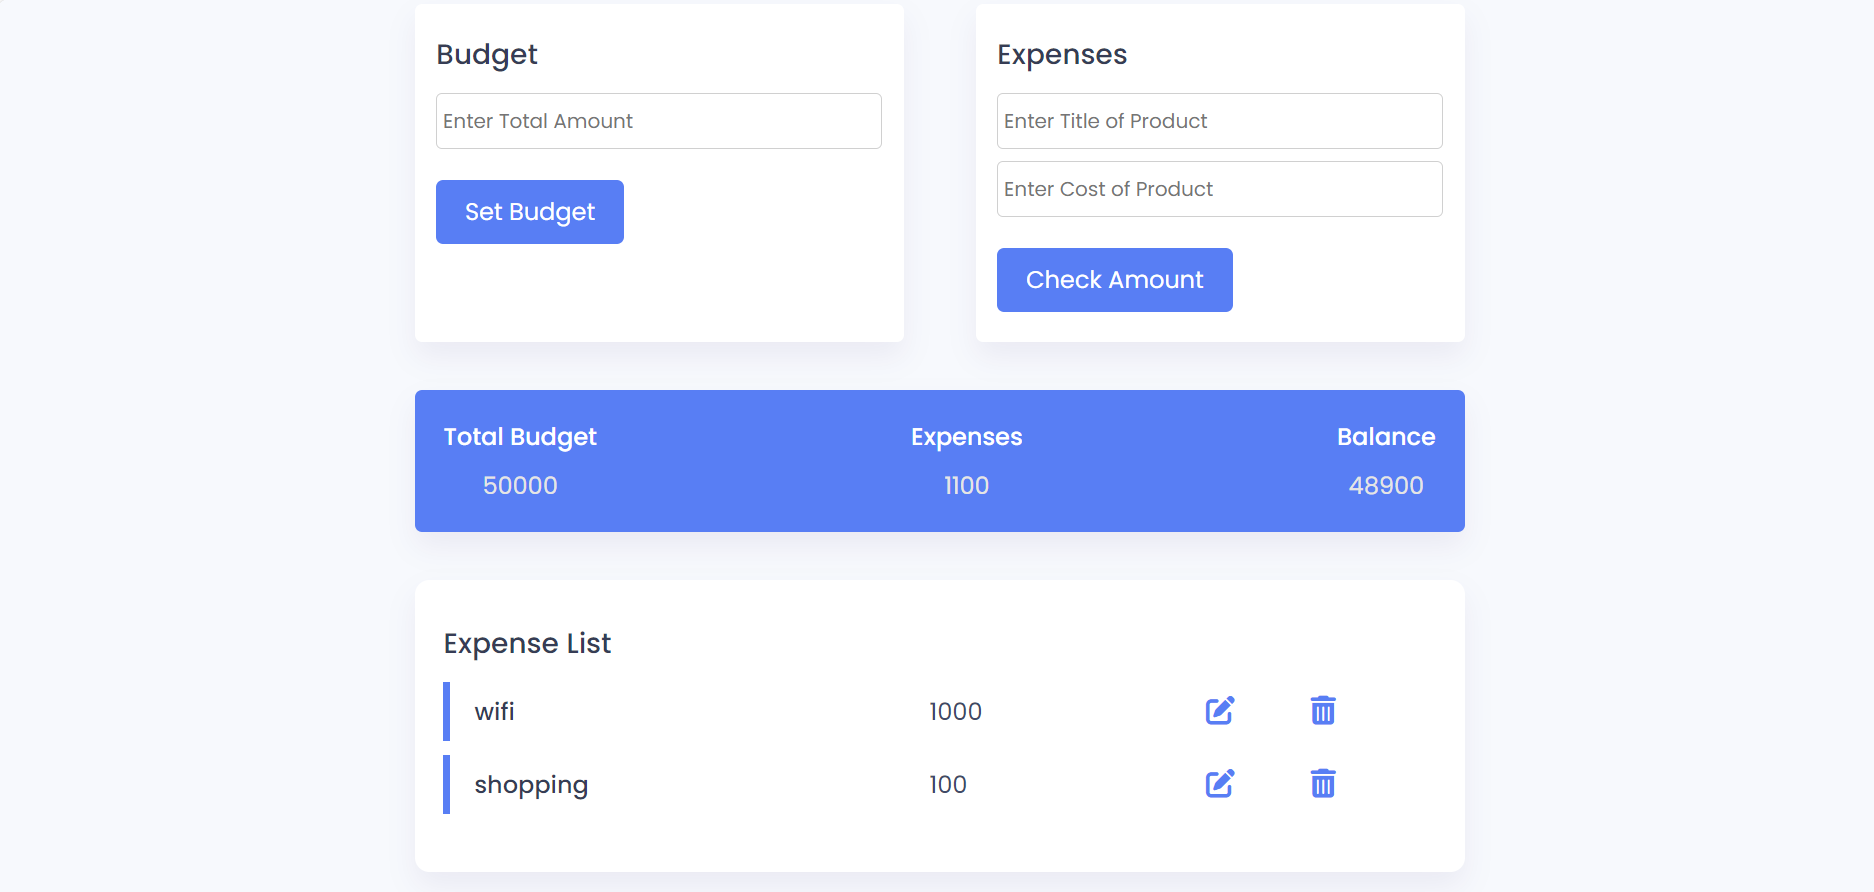 Budget
Enter Total Amount
Set Budget
Expenses
Enter Title of Product
Enter Cost of Product
Check Amount
Total Budget Expenses Balance
50000 1100 48900
Expense List
wifi 1000
shopping 100